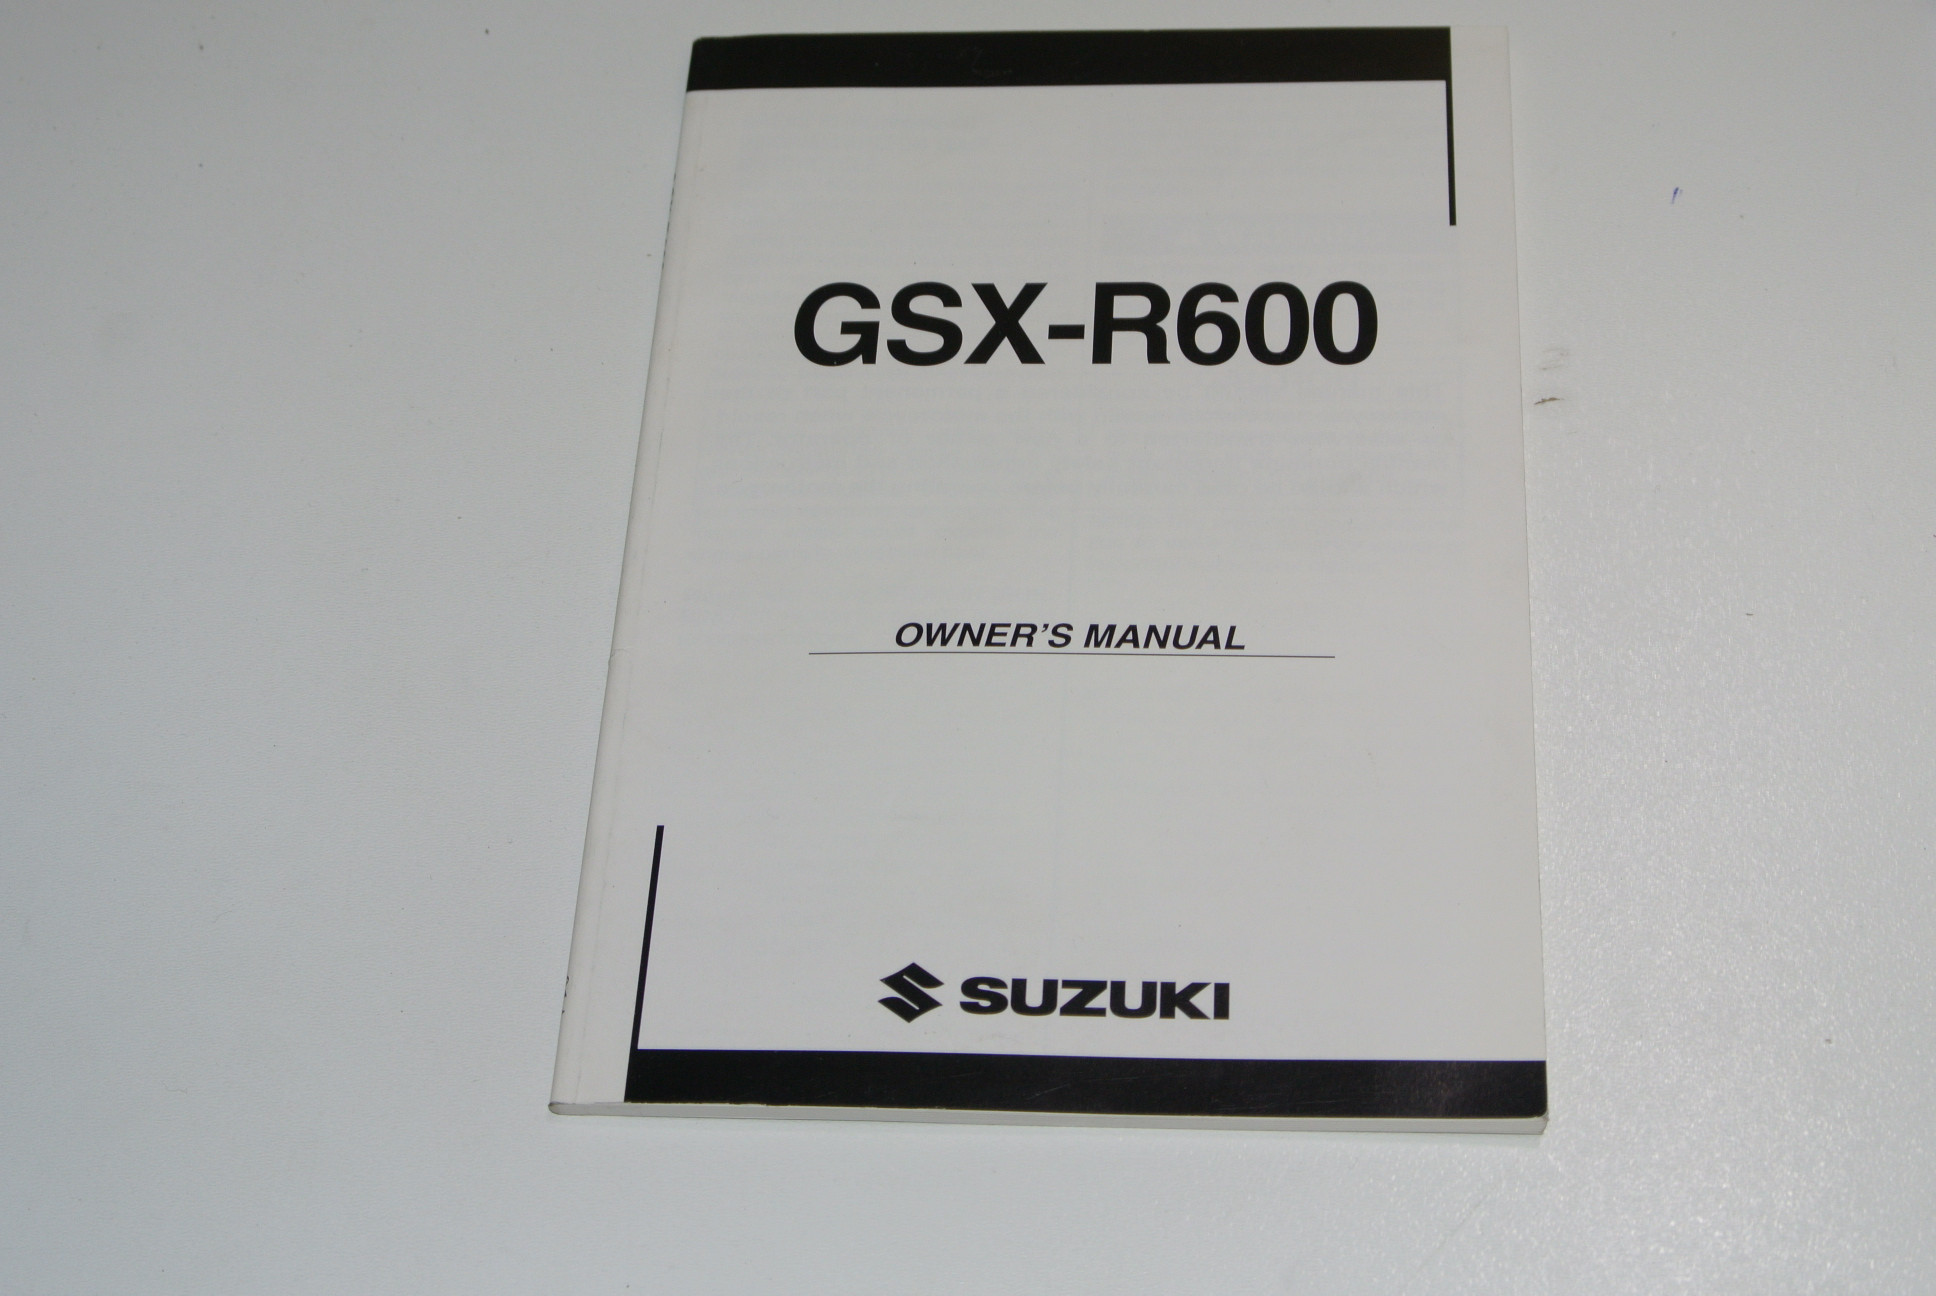 GSX-R600
OWNER'S MANUAL
SUZUKI